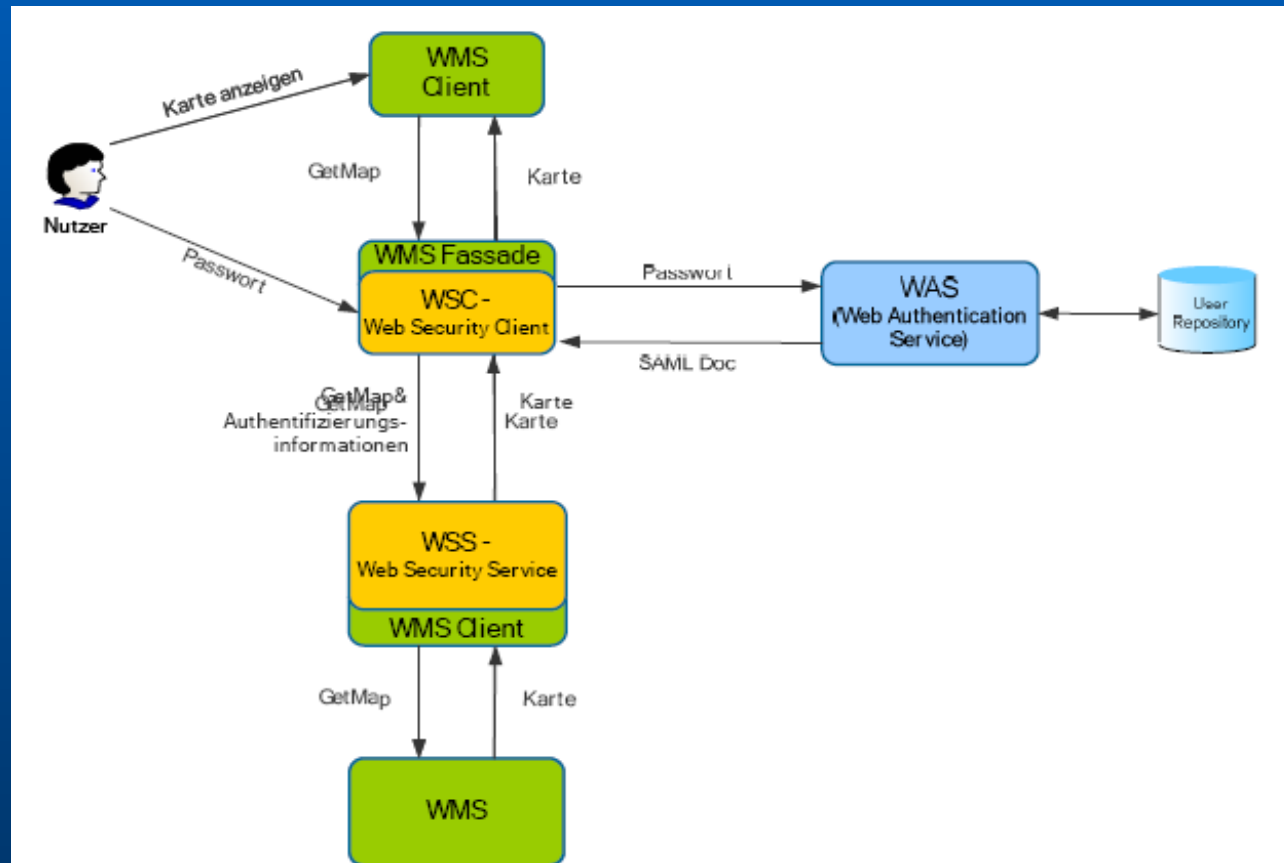 WMS
Client
Karte anzeigen
GetMap
Karte
Nutzer
Passwort
WMS Fassade
WSC -
Web Security Client
Passwort
SAML Doc
WAS
(Web Authentication
Service)
User
Repository
GetMap&
GetMap
Authentifizierungs-
informationen
Karte
Karte
WSS -
Web Security Service
WMS Client
GetMap
Karte
WMS